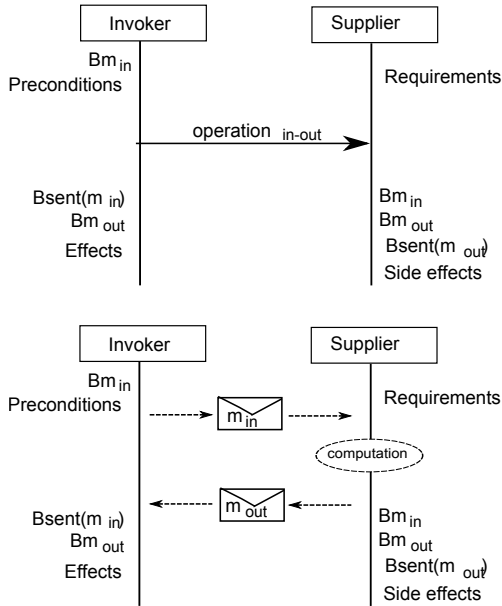 Invoker
Supplier
Bm in
Preconditions
Requirements
operation in-out
Bsent(m in)
Bm out
Effects
Bm in
Bm out
Bsent(m out)
Side effects
Invoker
Supplier
Bm in
Preconditions
Requirements
m in
computation
m out
Bsent(m in)
Bm out
Effects
Bm in
Bm out
Bsent(m out)
Side effects